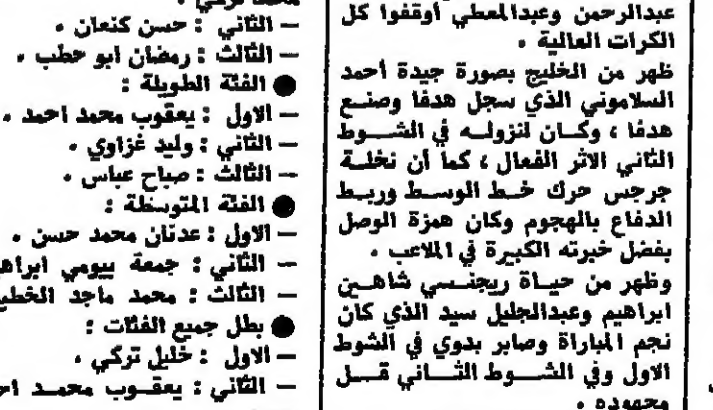 عبدالرحمن وعبدالمعطي أوقفوا كل
الكرات العالية .
ظهر من الخليج بصورة جيدة أحمد
السلاموني الذي سجل هدفا وصنع
هدفا ، وكان لنزوله في الشوط
الثاني الاثر الفعال ، كما أن نخلة
جرجس حرك خط الوسط وربط
الدفاع بالهجوم وكان همزة الوصل
بفضل خبرته الكبيرة في الملاعب .
وظهر من حياة ريجنسي شاهين
ابراهيم وعبدالجليل سيد الذي كان
نجم المباراة وصابر بدوي في الشوط
الاول وفي الشوط الثاني قل
مجهوده .
— الثاني : حسن كنعان .
— الثالث : رمضان ابو حطب .
● الفئة الطويلة :
— الاول : يعقوب محمد احمد .
— الثاني : وليد غزاوي .
— الثالث : صباح عباس .
● الفئة المتوسطة :
— الاول : عدنان محمد حسن .
— الثاني : جمعة بيومي ابراه
— الثالث : محمد ماجد الخطي
● بطل جميع الفئات :
— الاول : خليل تركي .
— الثاني : يعقوب محمد اح